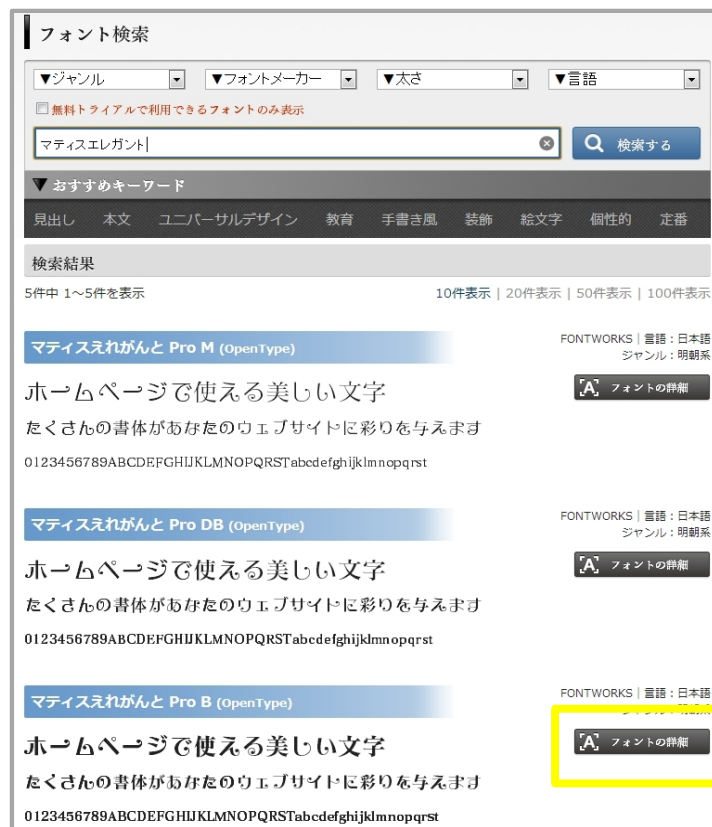 フォント検索
▼ジャンル ▼フォントメーカー ▼太さ ▼言語
無料トライアルで利用できるフォントのみ表示
マティスエレガント 検索する
▼おすすめキーワード
見出し 本文 ユニバーサルデザイン 教育 手書き風 装飾 絵文字 個性的 定番
検索結果
5件中 1～5件を表示 10件表示 | 20件表示 | 50件表示 | 100件表示
マティスえれがんと Pro M (OpenType) FONTWORKS | 言語：日本語
ジャンル：明朝系
ホームページで使える美しい文字 フォントの詳細
たくさんの書体があなたのウェブサイトに彩りを与えます
0123456789ABCDEFGHIJKLMNOPQRSTabcdefghijklmnopqrst
マティスえれがんと Pro DB (OpenType) FONTWORKS | 言語：日本語
ジャンル：明朝系
ホームページで使える美しい文字 フォントの詳細
たくさんの書体があなたのウェブサイトに彩りを与えます
0123456789ABCDEFGHIJKLMNOPQRSTabcdefghijklmnopqrst
マティスえれがんと Pro B (OpenType) FONTWORKS | 言語：日本語
ホームページで使える美しい文字 フォントの詳細
たくさんの書体があなたのウェブサイトに彩りを与えます
0123456789ABCDEFGHIJKLMNOPQRSTabcdefghijklmnopqrst